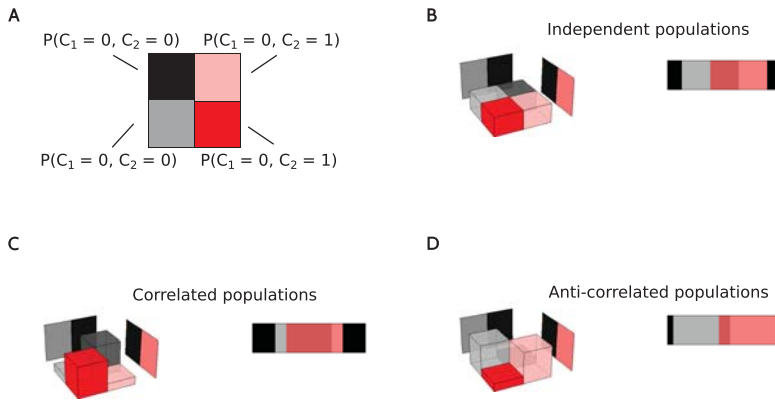 A
P(C₁ = 0, C₂ = 0) P(C₁ = 0, C₂ = 1)
P(C₁ = 0, C₂ = 0) P(C₁ = 0, C₂ = 1)
B
Independent populations
C
Correlated populations
D
Anti-correlated populations